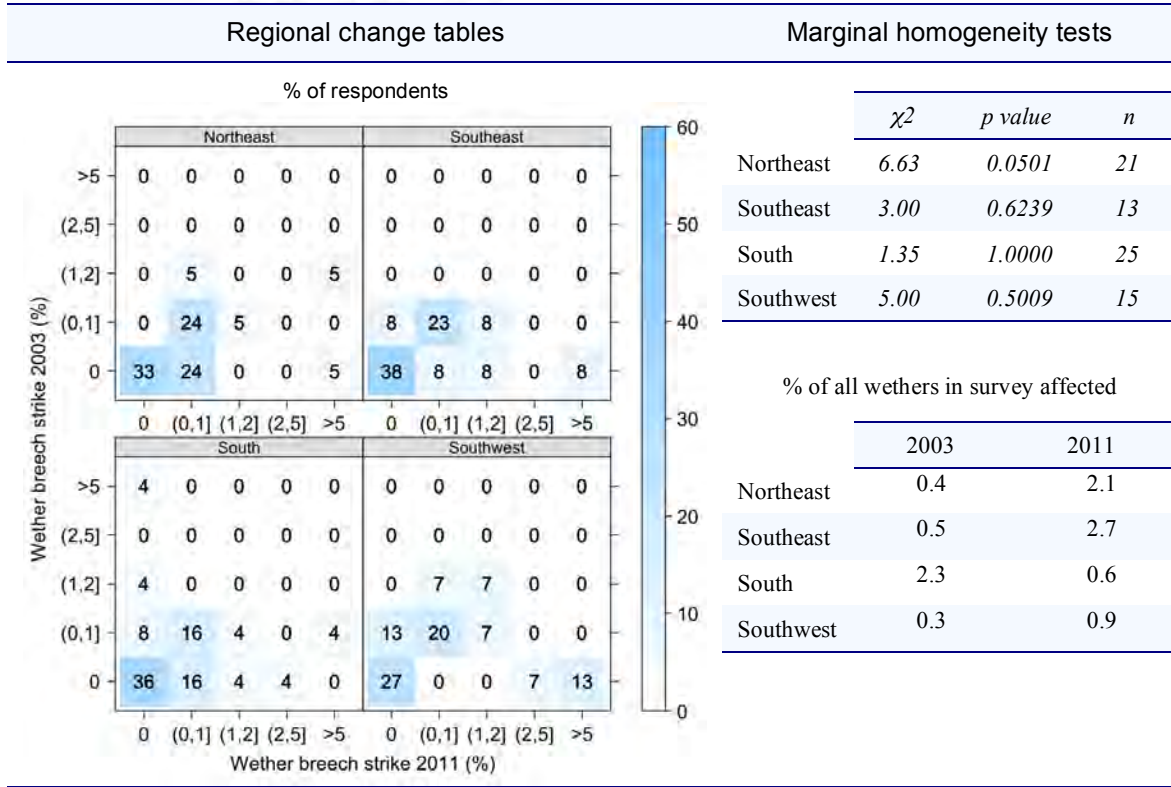 Regional change tables
Marginal homogeneity tests
% of respondents
Northeast Southeast
>5 0 0 0 0 0 0 0 0 0 0
(2,5] 0 0 0 0 0 0 0 0 0 0
(1,2] 0 5 0 0 5 0 0 0 0 0
(0,1] 0 24 5 0 0 8 23 8 0 0
0 33 24 0 0 5 38 8 8 0 8
0 (0,1] (1,2] (2,5] >5 0 (0,1] (1,2] (2,5] >5
South Southwest
>5 4 0 0 0 0 0 0 0 0 0
(2,5] 0 0 0 0 0 0 0 0 0 0
(1,2] 4 0 0 0 0 0 7 7 0 0
(0,1] 8 16 4 0 4 13 20 7 0 0
0 36 16 4 4 0 27 0 0 7 13
0 (0,1] (1,2] (2,5] >5 0 (0,1] (1,2] (2,5] >5
Wether breech strike 2011 (%)
Wether breech strike 2003 (%)
60
50
40
30
20
10
0
χ2 p value n
Northeast 6.63 0.0501 21
Southeast 3.00 0.6239 13
South 1.35 1.0000 25
Southwest 5.00 0.5009 15
% of all wethers in survey affected
2003 2011
Northeast 0.4 2.1
Southeast 0.5 2.7
South 2.3 0.6
Southwest 0.3 0.9